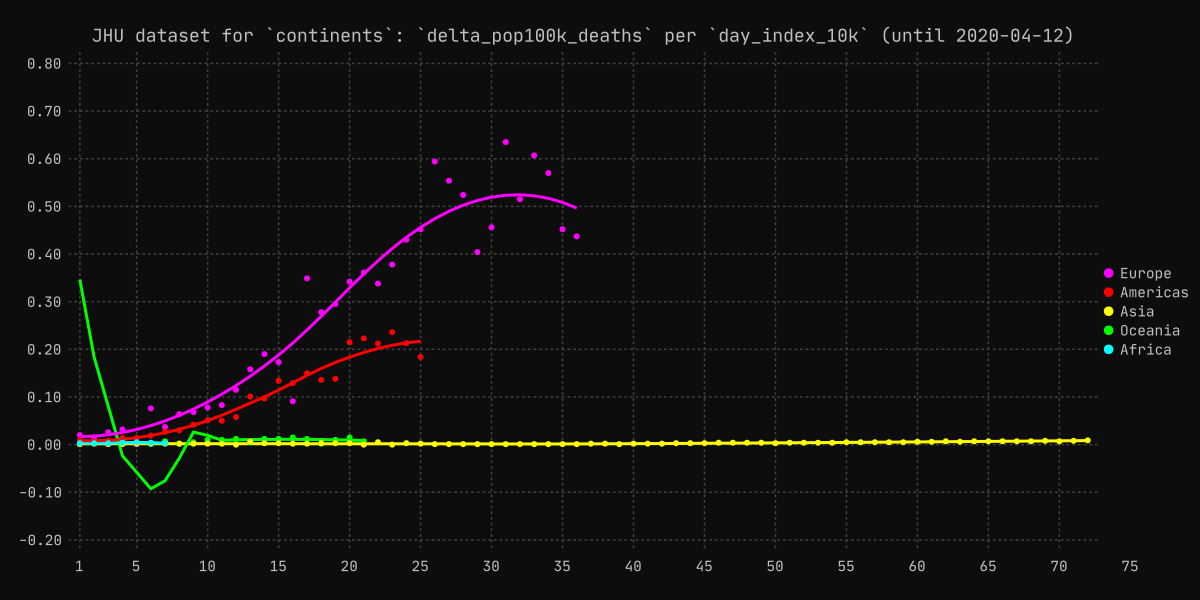 JHU dataset for `continents`: `delta_pop100k_deaths` per `day_index_10k` (until 2020-04-12)
0.80
0.70
0.60
0.50
0.40
0.30
0.20
0.10
0.00
-0.10
-0.20
1 5 10 15 20 25 30 35 40 45 50 55 60 65 70 75
Europe
Americas
Asia
Oceania
Africa